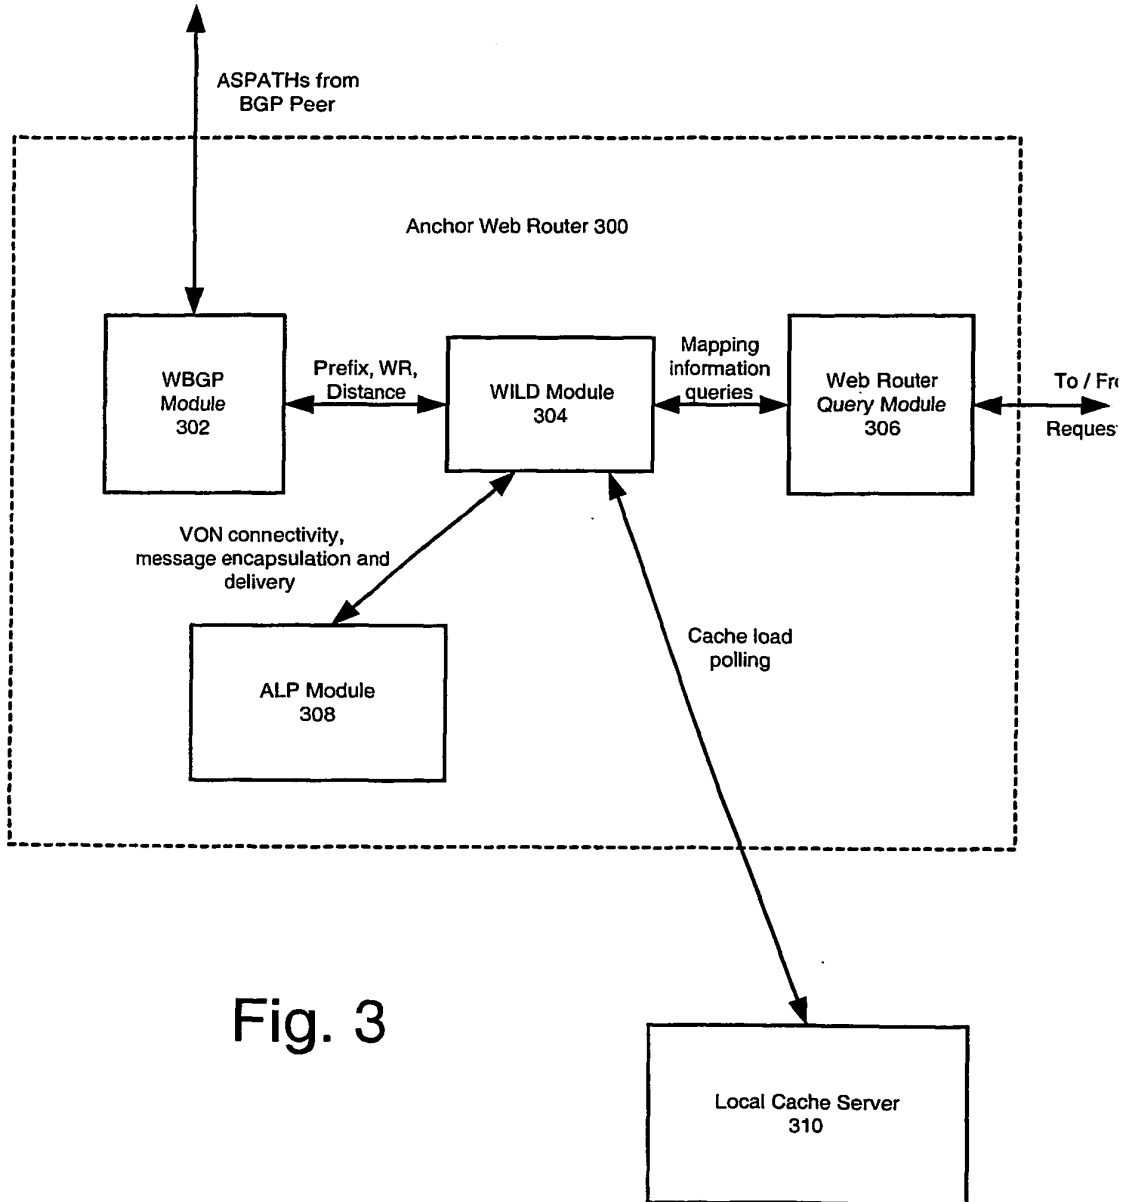 ASPATHs from
BGP Peer
Anchor Web Router 300
WBGP
Module
302
Prefix, WR,
Distance
WILD Module
304
Mapping
information
queries
Web Router
Query Module
306
To /
VON connectivity,
message encapsulation and
delivery
ALP Module
308
Cache load
polling
Fig. 3
Local Cache Server
310